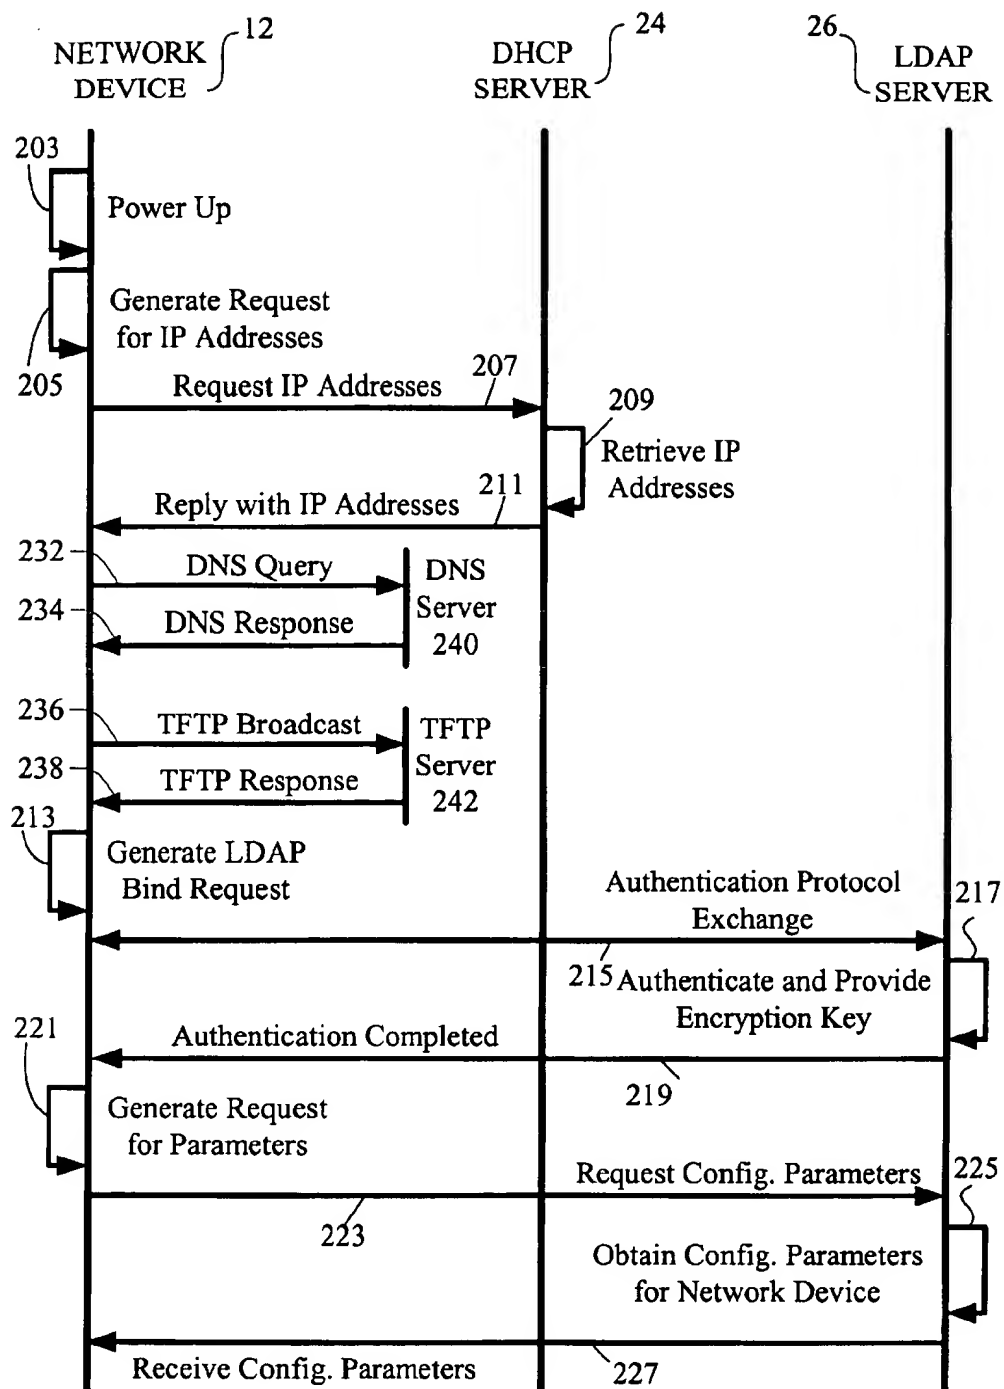 12
24
26
NETWORK
DEVICE
DHCP
SERVER
LDAP
SERVER
203
Power Up
Generate Request
for IP Addresses
205
Request IP Addresses
207
209
Retrieve IP
Addresses
Reply with IP Addresses
211
232
DNS Query
DNS
Server
240
234
DNS Response
236
TFTP Broadcast
TFTP
Server
242
238
TFTP Response
213
Generate LDAP
Bind Request
Authentication Protocol
Exchange
217
215
Authenticate and Provide
Encryption Key
221
Authentication Completed
219
Generate Request
for Parameters
Request Config. Parameters
225
223
Obtain Config. Parameters
for Network Device
Receive Config. Parameters
227